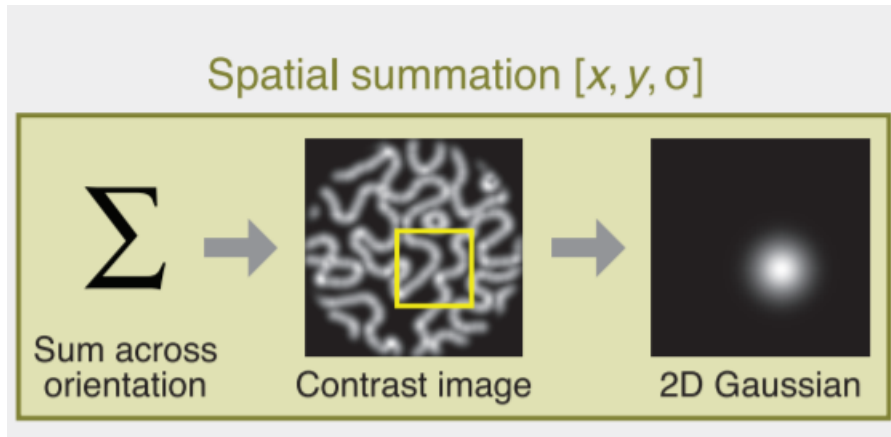 Spatial summation [x, y, σ]
∑
Sum across
orientation
Contrast image
2D Gaussian